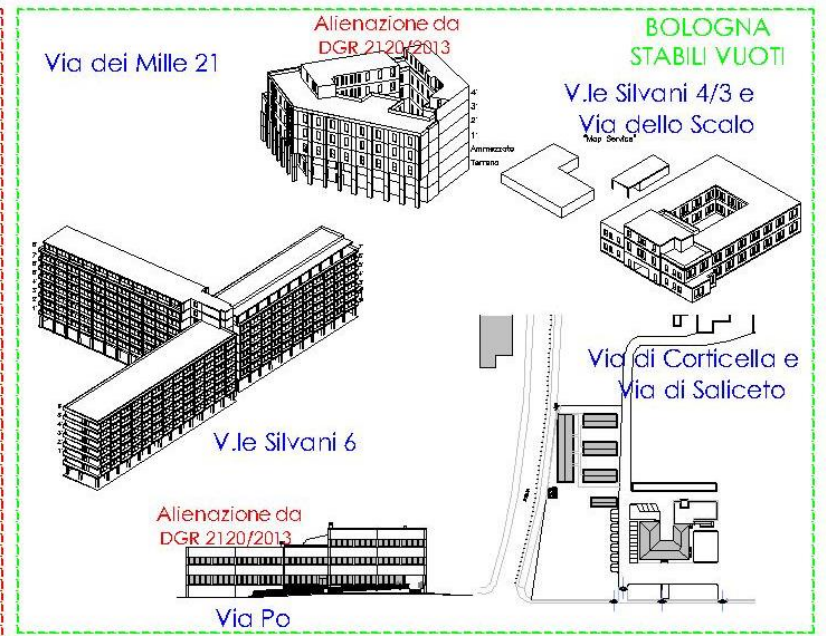 Alienazione da
DGR 2120/2013
BOLOGNA
STABILI VUOTI
Via dei Mille 21
4°
3°
2°
1°
Ammezzato
Terreno
V.le Silvani 4/3 e
Via dello Scalo
"Map Service"
V.le Silvani 6
Via di Corticella e
Via di Saliceto
Alienazione da
DGR 2120/2013
Via Po